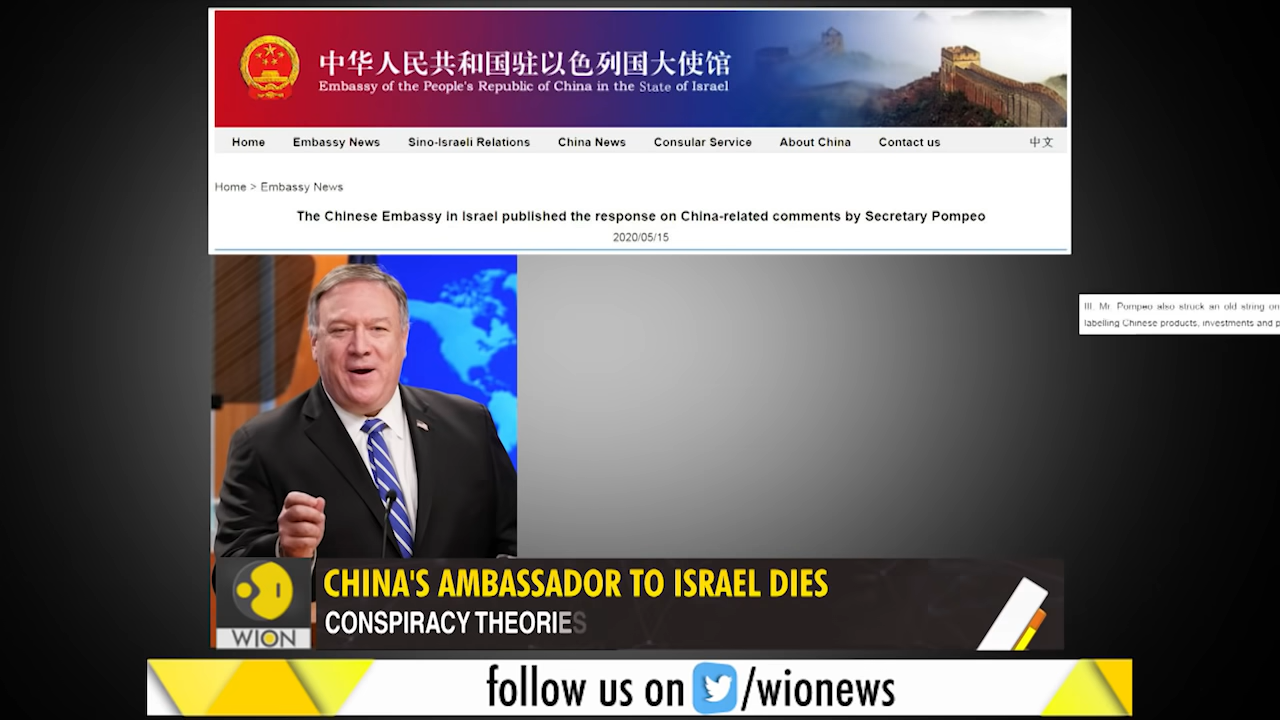 中华人民共和国驻以色列国大使馆
Embassy of the People's Republic of China in the State of Israel
Home Embassy News Sino-Israeli Relations China News Consular Service About China Contact us 中文
Home > Embassy News
The Chinese Embassy in Israel published the response on China-related comments by Secretary Pompeo
2020/05/15
III. Mr. Pompeo also struck an old string on
labelling Chinese products, investments and p
CHINA'S AMBASSADOR TO ISRAEL DIES
CONSPIRACY THEORIES
WION
follow us on /wionews